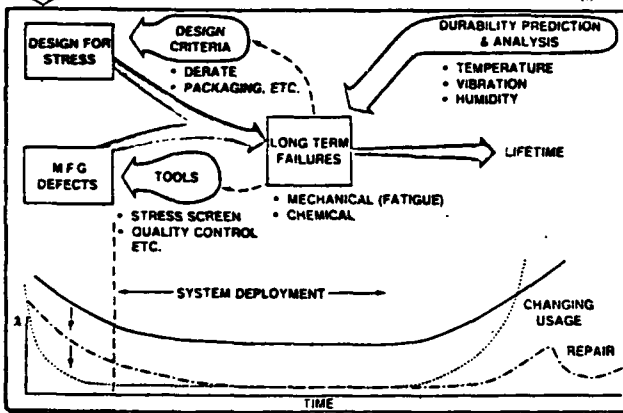 DESIGN FOR
STRESS
DESIGN
CRITERIA
• DERATE
• PACKAGING, ETC.
DURABILITY PREDICTION
& ANALYSIS
• TEMPERATURE
• VIBRATION
• HUMIDITY
LONG TERM
FAILURES
LIFETIME
MFG
DEFECTS
TOOLS
• STRESS SCREEN
• QUALITY CONTROL
ETC.
• MECHANICAL (FATIGUE)
• CHEMICAL
SYSTEM DEPLOYMENT
CHANGING
USAGE
REPAIR
λ
TIME